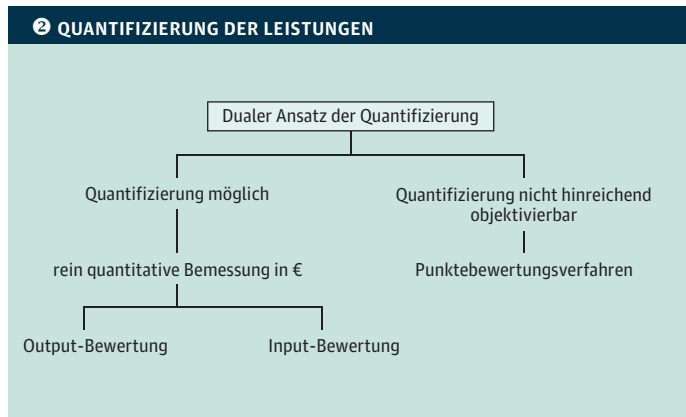 ❷ QUANTIFIZIERUNG DER LEISTUNGEN
Dualer Ansatz der Quantifizierung
Quantifizierung möglich
Quantifizierung nicht hinreichend
objektivierbar
rein quantitative Bemessung in €
Punktebewertungsverfahren
Output-Bewertung
Input-Bewertung